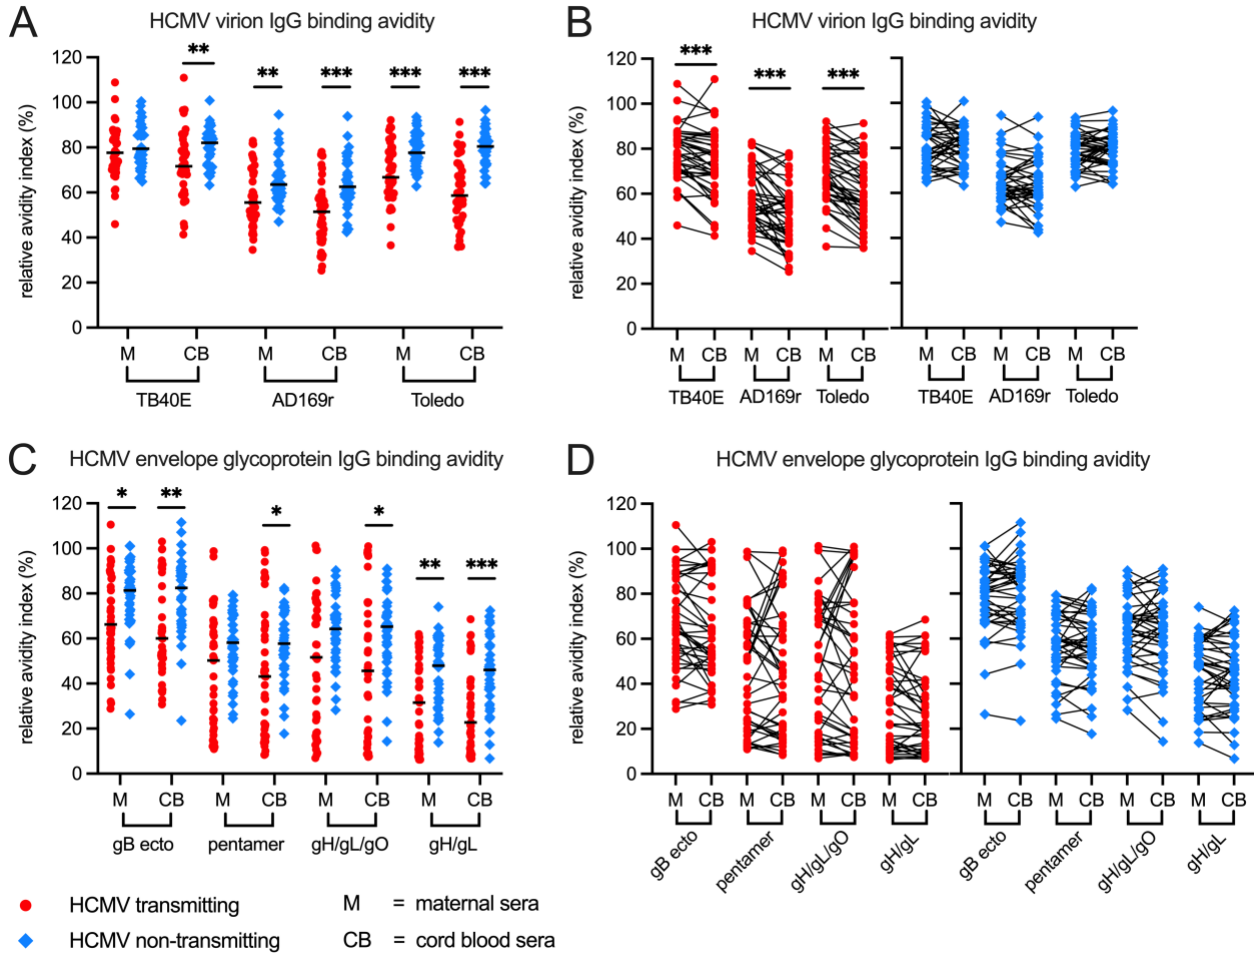 A
HCMV virion IgG binding avidity
relative avidity index (%)
120
100
80
60
40
20
0
** ** *** *** ***
M CB M CB M CB
TB40E AD169r Toledo
B
HCMV virion IgG binding avidity
relative avidity index (%)
120
100
80
60
40
20
0
*** *** ***
M CB M CB M CB M CB M CB M CB
TB40E AD169r Toledo TB40E AD169r Toledo
C
HCMV envelope glycoprotein IgG binding avidity
relative avidity index (%)
120
100
80
60
40
20
0
* ** * * ** ***
M CB M CB M CB M CB
gB ecto pentamer gH/gL/gO gH/gL
D
HCMV envelope glycoprotein IgG binding avidity
relative avidity index (%)
120
100
80
60
40
20
0
M CB M CB M CB M CB M CB M CB M CB M CB
gB ecto pentamer gH/gL/gO gH/gL gB ecto pentamer gH/gL/gO gH/gL
HCMV transmitting
HCMV non-transmitting
M = maternal sera
CB = cord blood sera